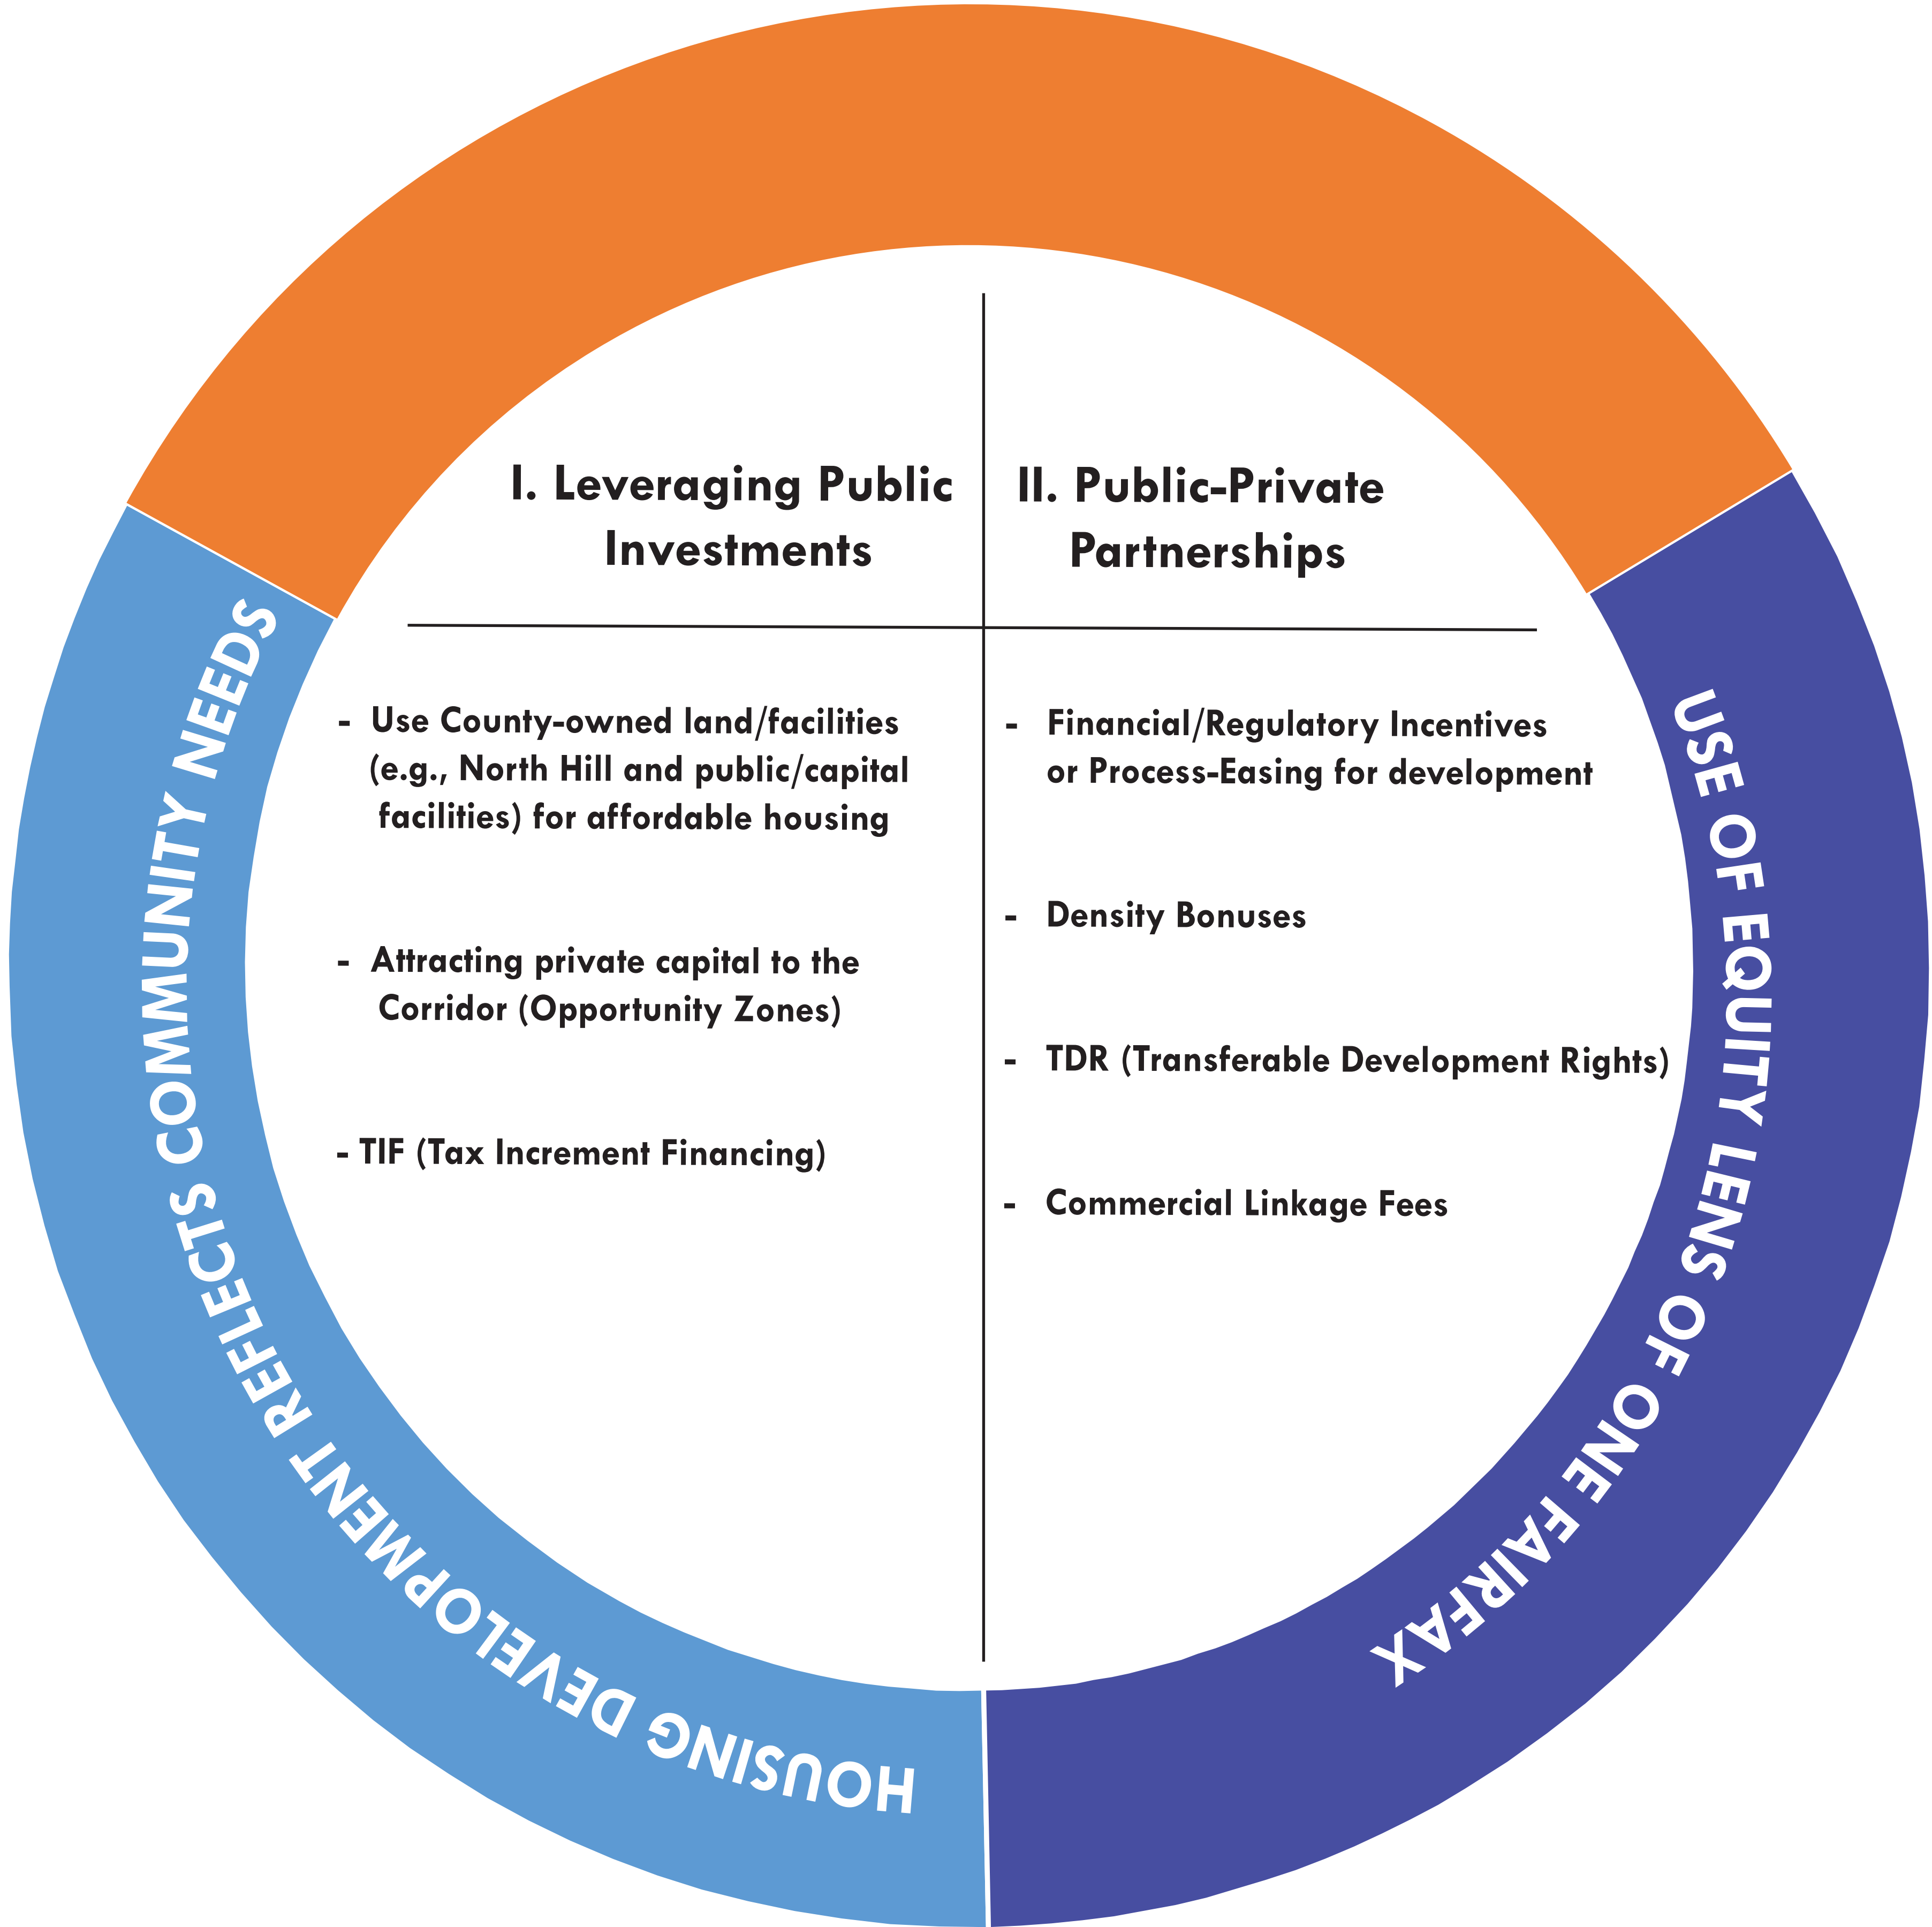 I. Leveraging Public
Investments
II. Public-Private
Partnerships
- Use County-owned land/facilities
(e.g., North Hill and public/capital
facilities) for affordable housing
- Attracting private capital to the
Corridor (Opportunity Zones)
- TIF (Tax Increment Financing)
- Financial/Regulatory Incentives
or Process-Easing for development
- Density Bonuses
- TDR (Transferable Development Rights)
- Commercial Linkage Fees
HOUSING DEVELOPMENT REFLECTS COMMUNITY NEEDS
USE OF EQUITY LENS OF ONE FAIRFAX